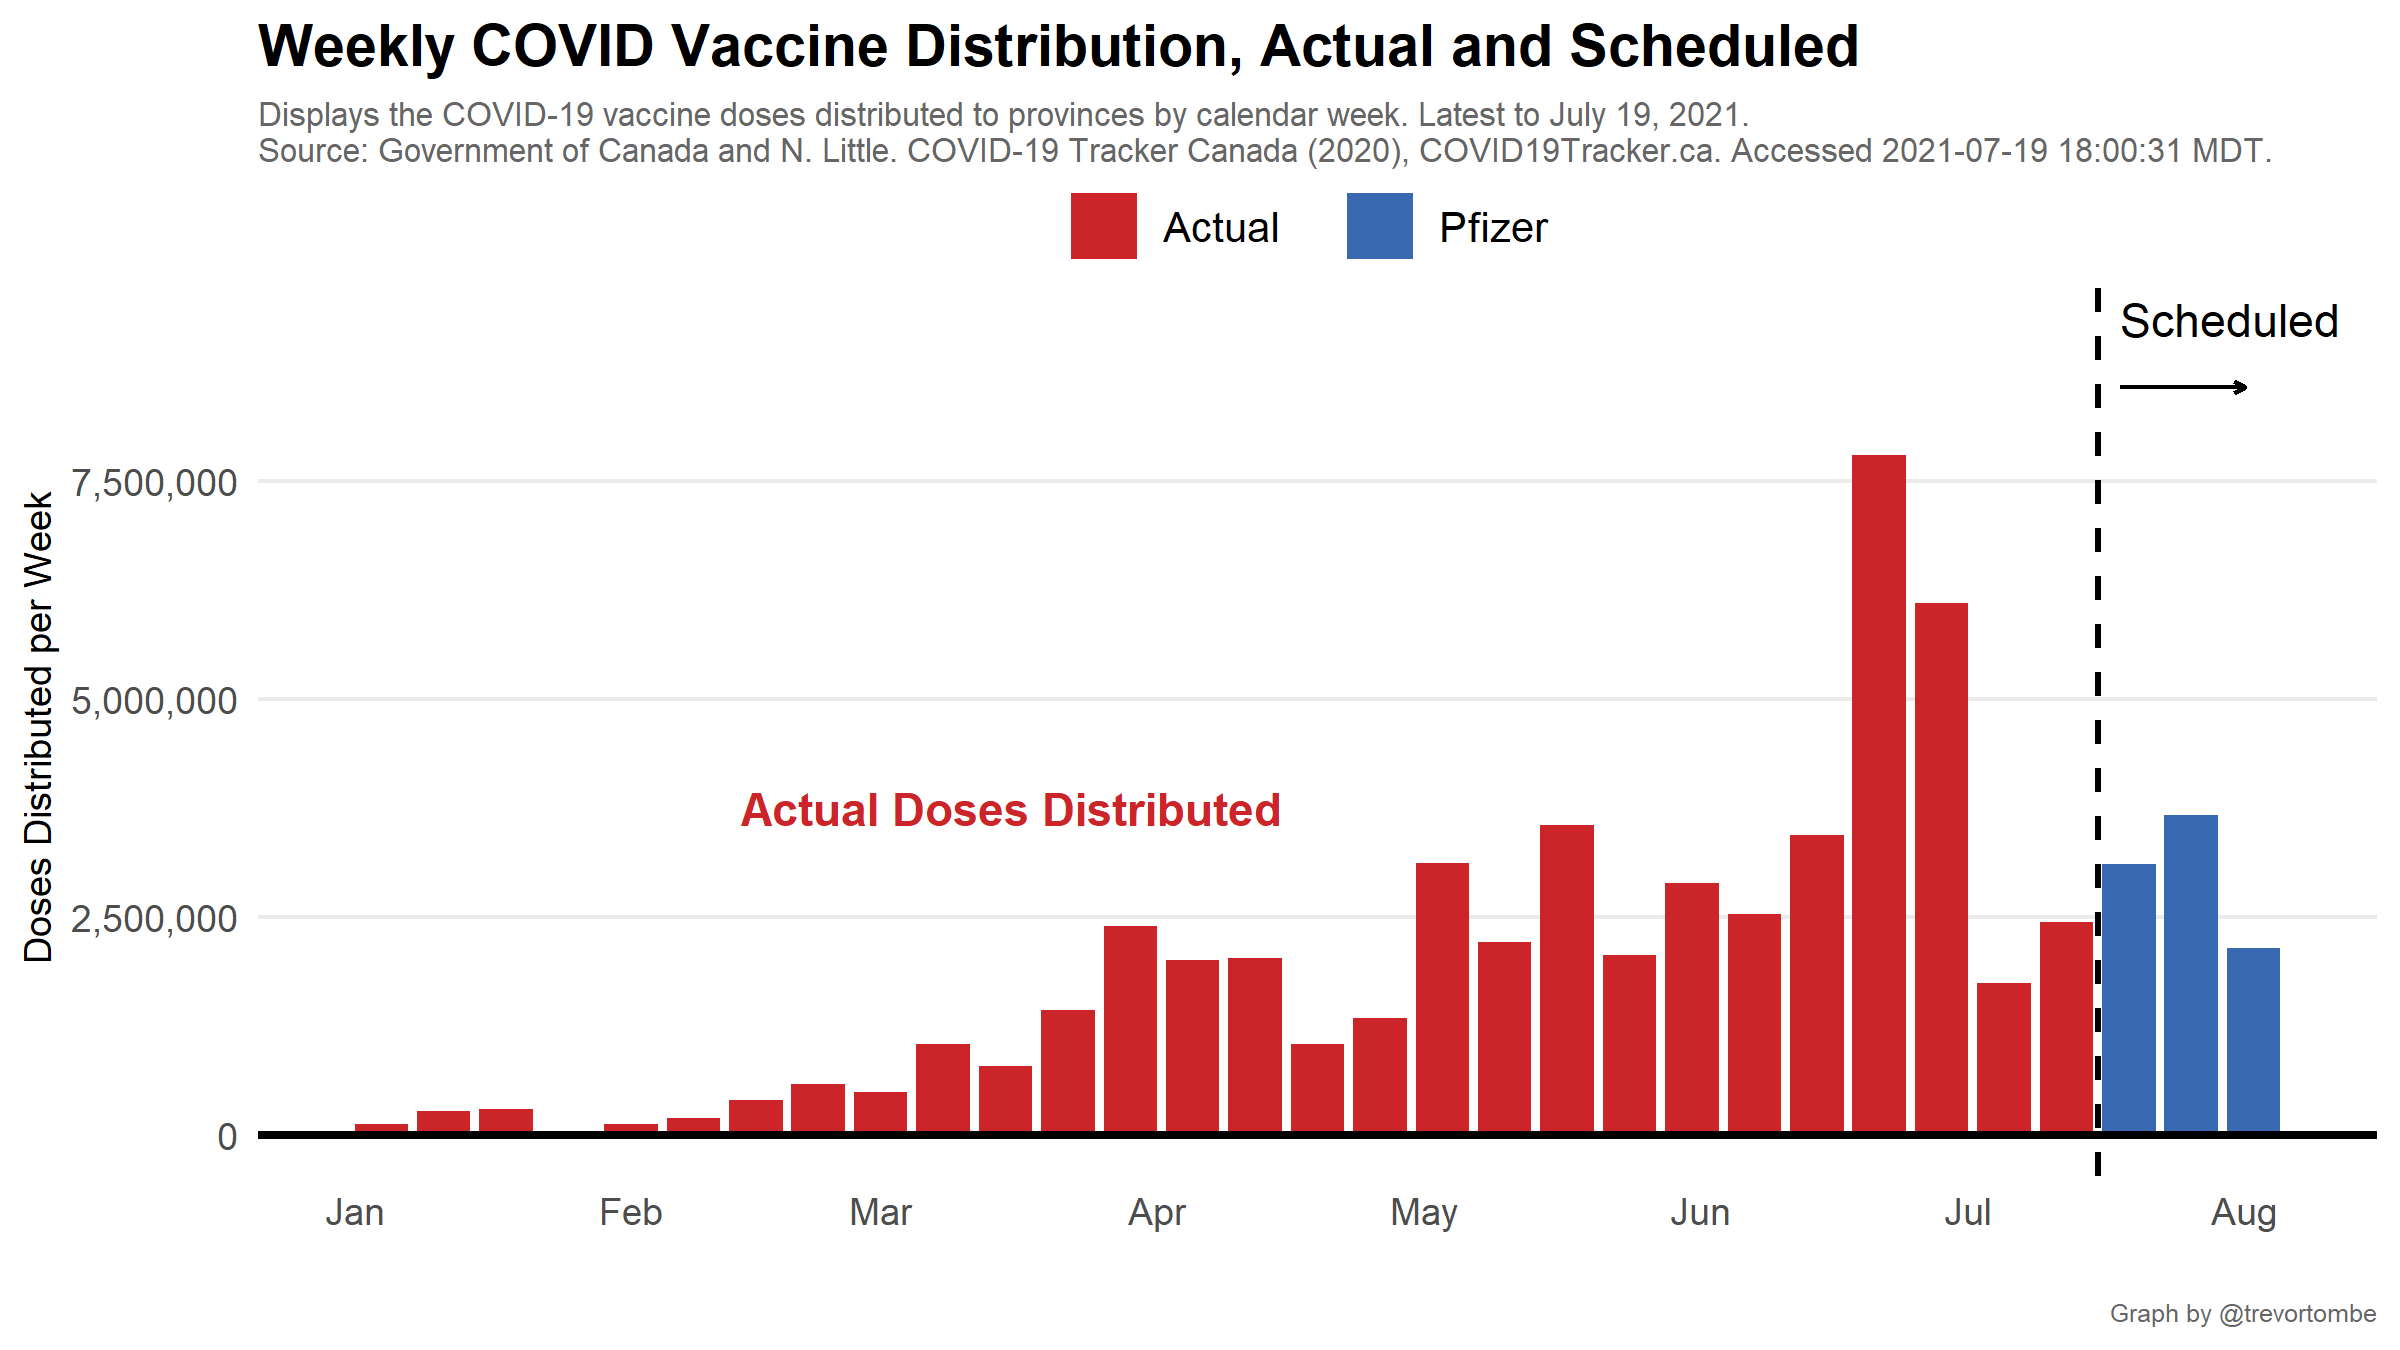 Weekly COVID Vaccine Distribution, Actual and Scheduled
Displays the COVID-19 vaccine doses distributed to provinces by calendar week. Latest to July 19, 2021.
Source: Government of Canada and N. Little. COVID-19 Tracker Canada (2020), COVID19Tracker.ca. Accessed 2021-07-19 18:00:31 MDT.
Actual Pfizer
Scheduled
Doses Distributed per Week
7,500,000
5,000,000
2,500,000
0
Actual Doses Distributed
Jan Feb Mar Apr May Jun Jul Aug
Graph by @trevortombe